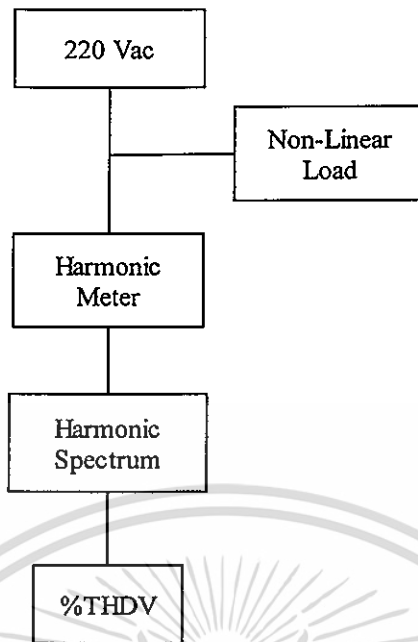 220 Vac
Non-Linear
Load
Harmonic
Meter
Harmonic
Spectrum
%THDV